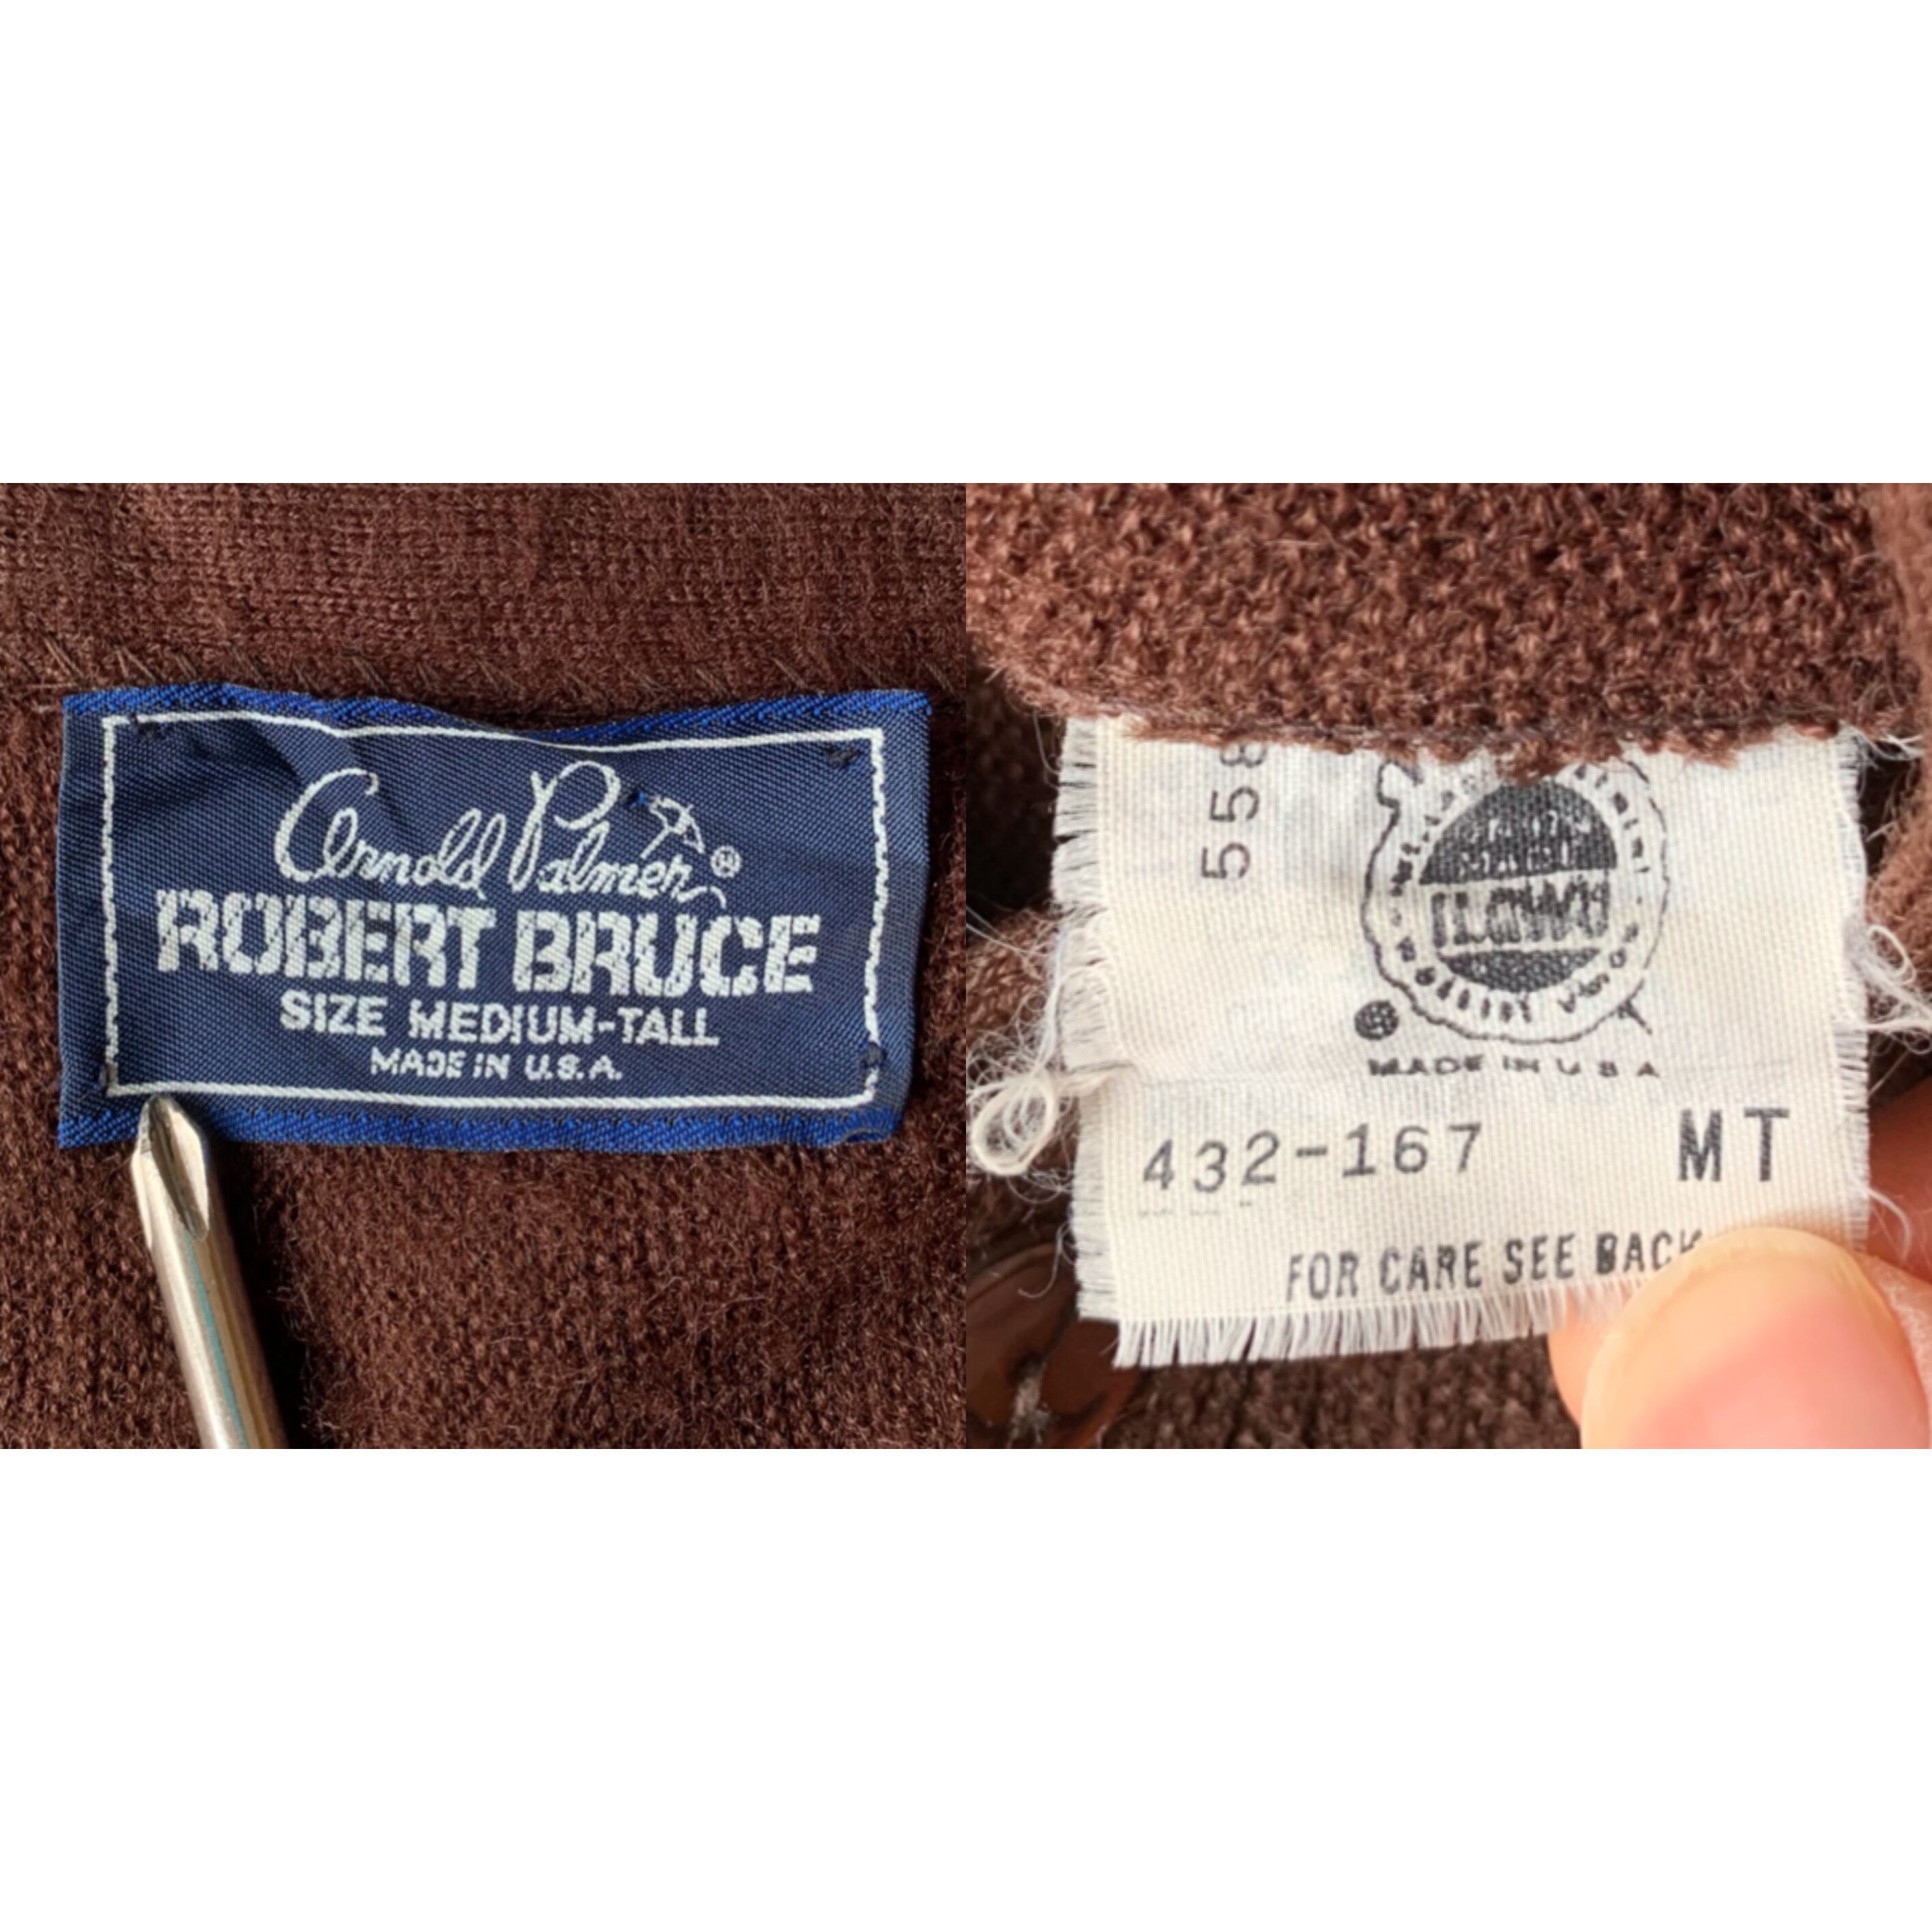 Arnold Palmer ®
ROBERT BRUCE
SIZE MEDIUM-TALL
MADE IN U.S.A.
558
ILGWU
MADE IN U S A
432-167 MT
FOR CARE SEE BACK